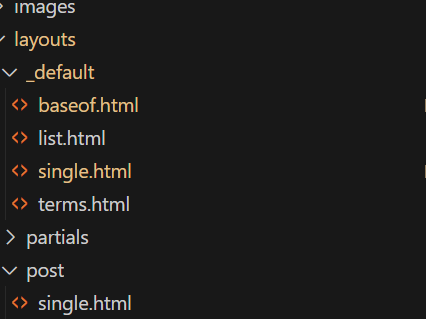 images
layouts
_default
baseof.html
list.html
single.html
terms.html
partials
post
single.html